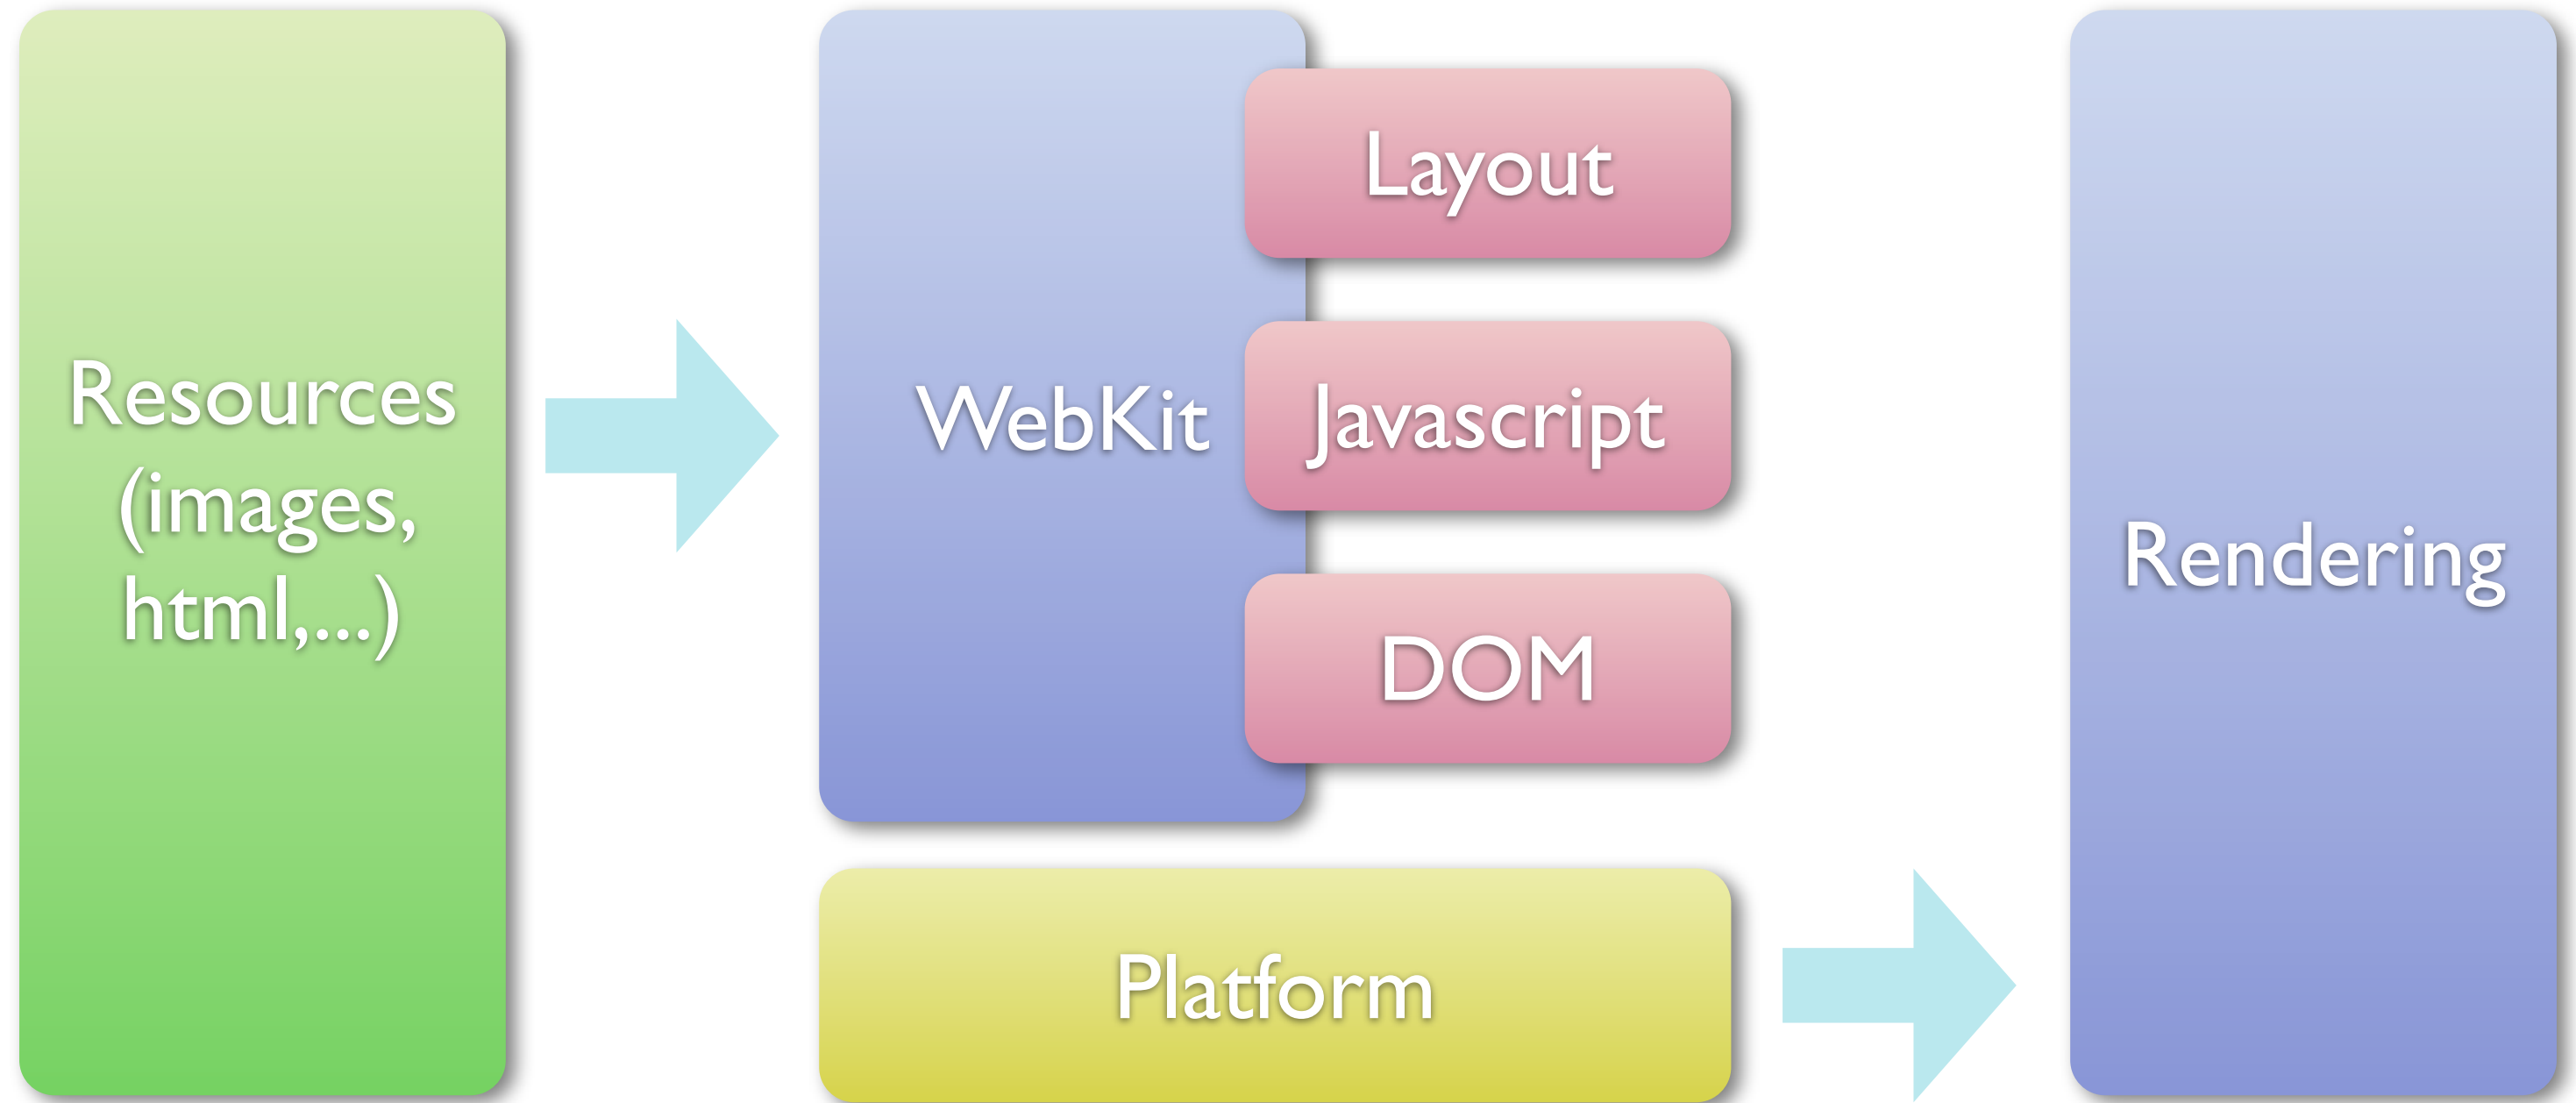 Resources
(images,
html,...)
WebKit
Layout
Javascript
DOM
Platform
Rendering